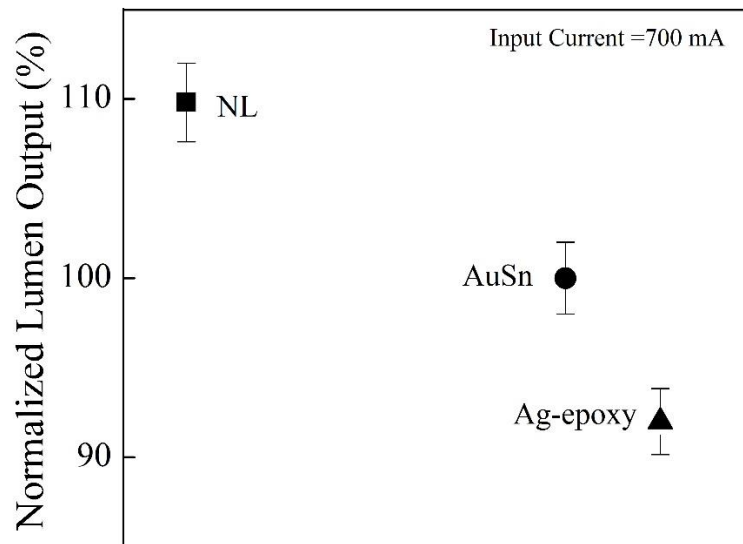 Input Current =700 mA
Normalized Lumen Output (%)
110
NL
100
AuSn
Ag-epoxy
90